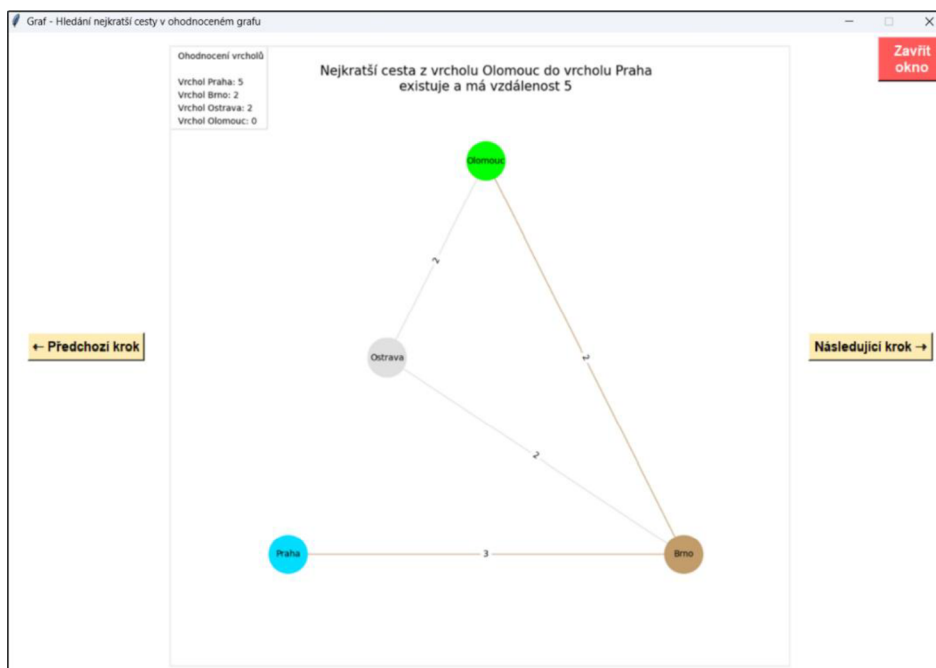 Graf - Hledání nejkratší cesty v ohodnoceném grafu
Zavřít
okno
Ohodnocení vrcholů
Vrchol Praha: 5
Vrchol Brno: 2
Vrchol Ostrava: 2
Vrchol Olomouc: 0
Nejkratší cesta z vrcholu Olomouc do vrcholu Praha
existuje a má vzdálenost 5
Olomouc
2
← Předchozí krok
Ostrava
2
Následující krok →
2
Praha
3
Brno